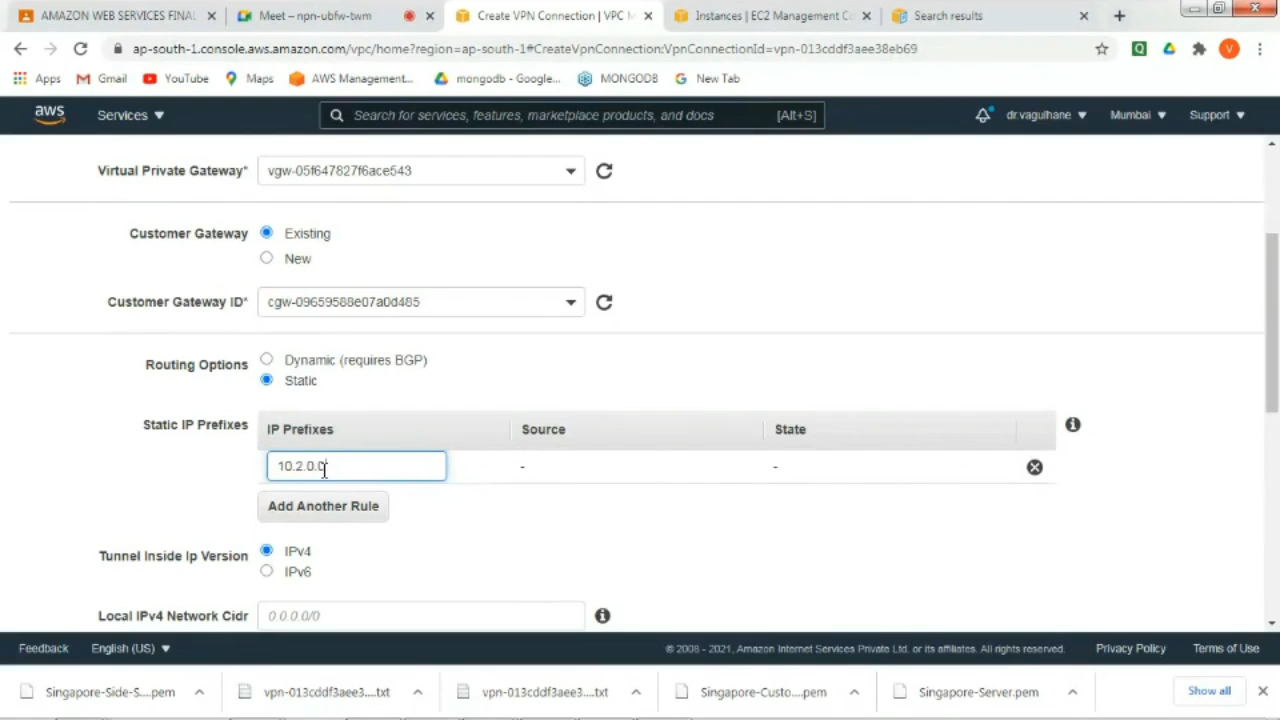 AMAZON WEB SERVICES FINAL
Meet – npn-ubfw-twm
Create VPN Connection | VPC M
Instances | EC2 Management Co
Search results
ap-south-1.console.aws.amazon.com/vpc/home?region=ap-south-1#CreateVpnConnection:VpnConnectionId=vpn-013cddf3aee38eb69
Q
V
Apps
Gmail
YouTube
Maps
AWS Management...
mongodb - Google...
MONGODB
New Tab
aws
Services
Search for services, features, marketplace products, and docs
[Alt+S]
dr.vagulhane
Mumbai
Support
Virtual Private Gateway*
vgw-05f647827f6ace543
Customer Gateway
Existing
New
Customer Gateway ID*
cgw-09659588e07a0d485
Routing Options
Dynamic (requires BGP)
Static
Static IP Prefixes
IP Prefixes
Source
State
10.2.0.0
-
-
Add Another Rule
Tunnel Inside Ip Version
IPv4
IPv6
Local IPv4 Network Cidr
0.0.0.0/0
Feedback
English (US)
© 2008 - 2021, Amazon Internet Services Private Ltd. or its affiliates. All rights reserved.
Privacy Policy
Terms of Use
Singapore-Side-S....pem
vpn-013cddf3aee3....txt
vpn-013cddf3aee3....txt
Singapore-Custo....pem
Singapore-Server.pem
Show all